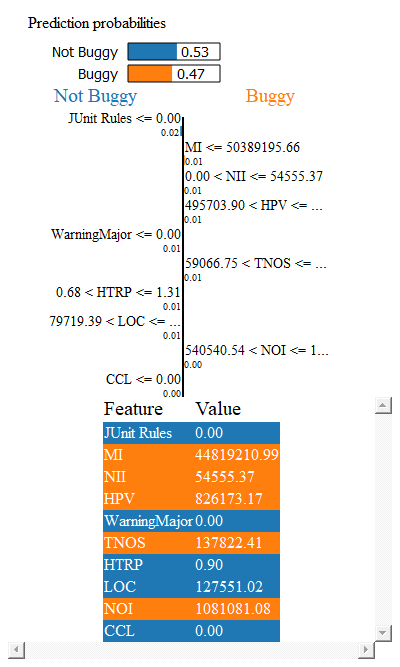 Prediction probabilities
Not Buggy 0.53
Buggy 0.47
Not Buggy Buggy
JUnit Rules <= 0.00
0.02
MI <= 50389195.66
0.01
0.00 < NII <= 54555.37
0.01
495703.90 < HPV <= ...
0.01
WarningMajor <= 0.00
0.01
59066.75 < TNOS <= ...
0.01
0.68 < HTRP <= 1.31
0.01
79719.39 < LOC <= ...
0.01
540540.54 < NOI <= 1...
0.00
CCL <= 0.00
0.00
Feature Value
JUnit Rules 0.00
MI 44819210.99
NII 54555.37
HPV 826173.17
WarningMajor 0.00
TNOS 137822.41
HTRP 0.90
LOC 127551.02
NOI 1081081.08
CCL 0.00